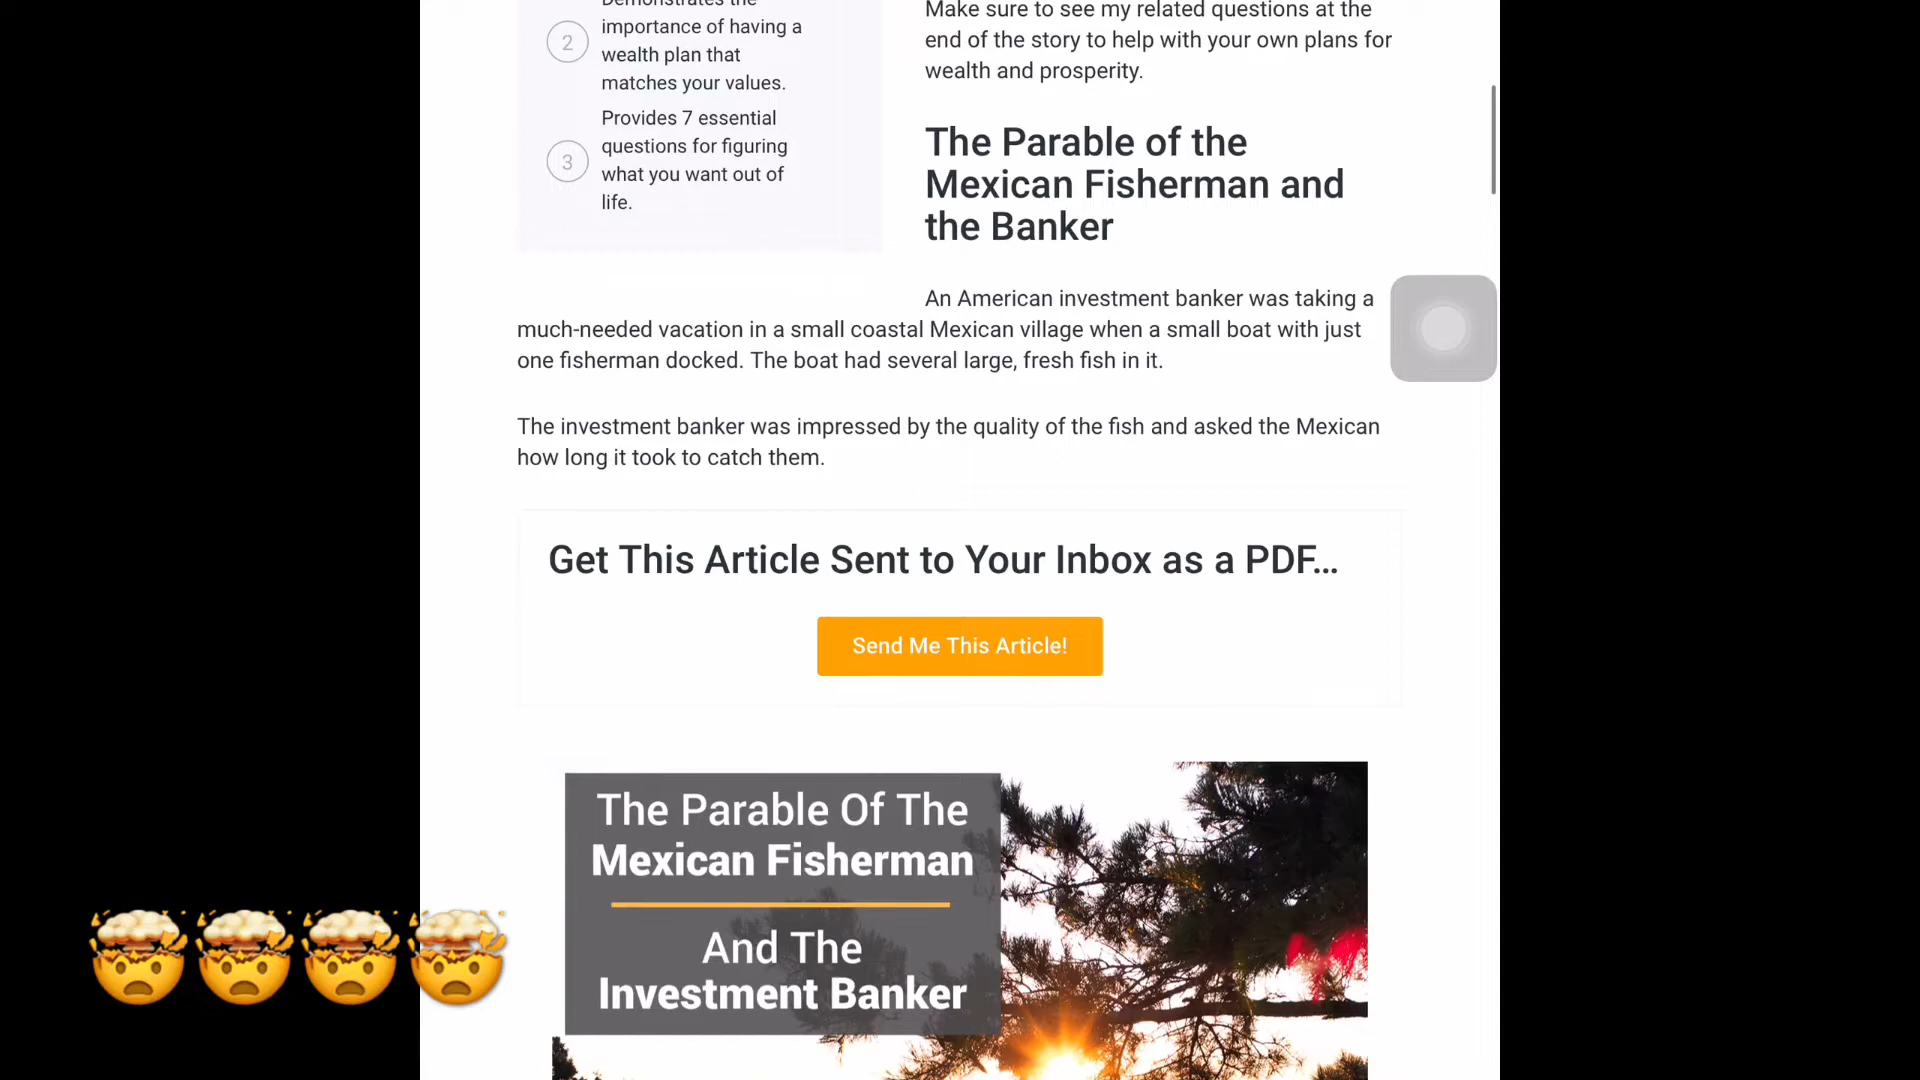 Demonstrates the
importance of having a
2
wealth plan that
matches your values.
Provides 7 essential
questions for figuring
3
what you want out of
life.
Make sure to see my related questions at the
end of the story to help with your own plans for
wealth and prosperity.
The Parable of the
Mexican Fisherman and
the Banker
An American investment banker was taking a
much-needed vacation in a small coastal Mexican village when a small boat with just
one fisherman docked. The boat had several large, fresh fish in it.
The investment banker was impressed by the quality of the fish and asked the Mexican
how long it took to catch them.
Get This Article Sent to Your Inbox as a PDF...
Send Me This Article!
The Parable Of The
Mexican Fisherman
And The
Investment Banker